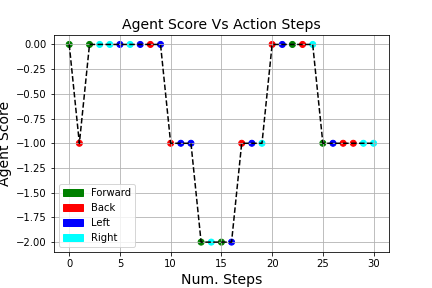 Agent Score Vs Action Steps
Agent Score
0.00
−0.25
−0.50
−0.75
−1.00
−1.25
−1.50
−1.75
−2.00
Forward
Back
Left
Right
0 5 10 15 20 25 30
Num. Steps